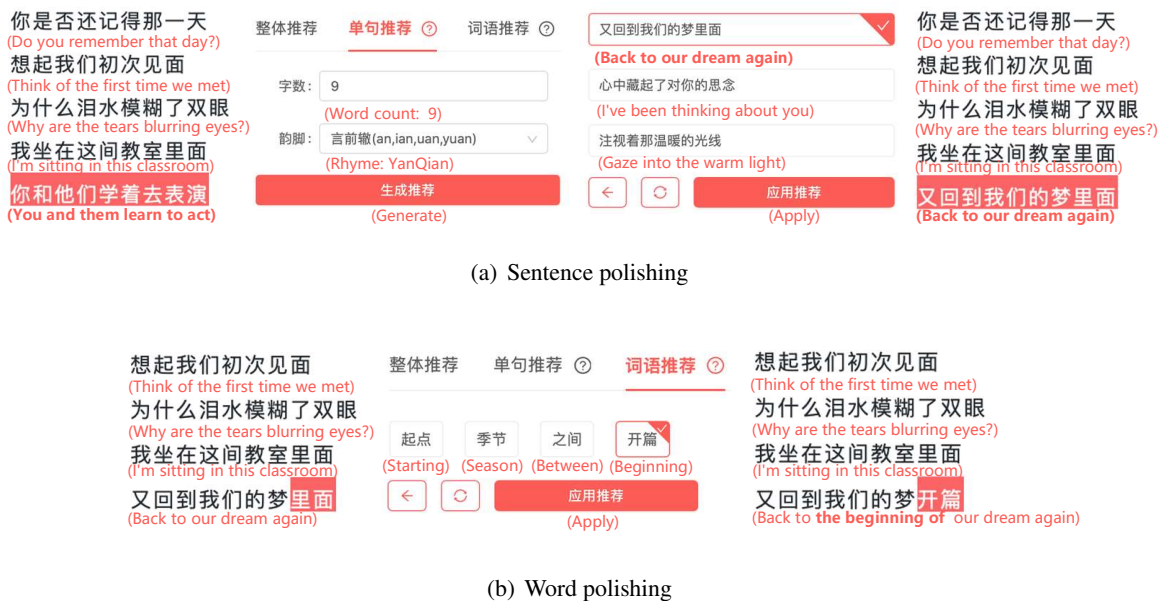 你是否还记得那一天
(Do you remember that day?)
想起我们初次见面
(Think of the first time we met)
为什么泪水模糊了双眼
(Why are the tears blurring eyes?)
我坐在这间教室里面
(I'm sitting in this classroom)
你和他们学着去表演
(You and them learn to act)
整体推荐 单句推荐 ? 词语推荐 ?
字数: 9
(Word count: 9)
韵脚: 言前辙(an,ian,uan,yuan)
(Rhyme: YanQian)
生成推荐
(Generate)
又回到我们的梦里面
(Back to our dream again)
心中藏起了对你的思念
(I've been thinking about you)
注视着那温暖的光线
(Gaze into the warm light)
应用推荐
(Apply)
你是否还记得那一天
(Do you remember that day?)
想起我们初次见面
(Think of the first time we met)
为什么泪水模糊了双眼
(Why are the tears blurring eyes?)
我坐在这间教室里面
(I'm sitting in this classroom)
又回到我们的梦里面
(Back to our dream again)
(a) Sentence polishing
想起我们初次见面
(Think of the first time we met)
为什么泪水模糊了双眼
(Why are the tears blurring eyes?)
我坐在这间教室里面
(I'm sitting in this classroom)
又回到我们的梦里面
(Back to our dream again)
整体推荐 单句推荐 ? 词语推荐 ?
起点 季节 之间 开篇
(Starting) (Season) (Between) (Beginning)
应用推荐
(Apply)
想起我们初次见面
(Think of the first time we met)
为什么泪水模糊了双眼
(Why are the tears blurring eyes?)
我坐在这间教室里面
(I'm sitting in this classroom)
又回到我们的梦开篇
(Back to the beginning of our dream again)
(b) Word polishing